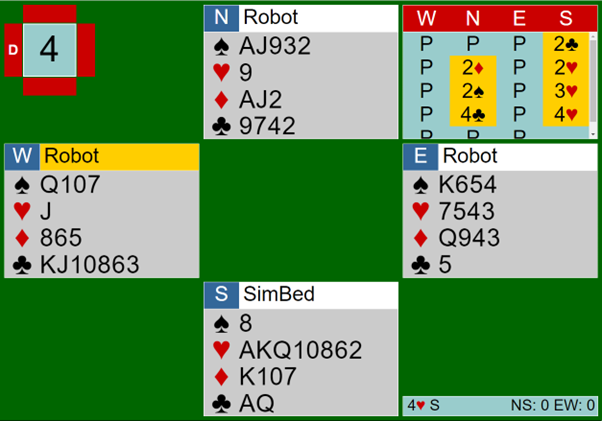 N Robot
♠ AJ932
♥ 9
♦ AJ2
♣ 9742
D 4
W N E S
P P P 2♣
P 2♦ P 2♥
P 2♠ P 3♥
P 4♣ P 4♥
P P P
W Robot
♠ Q107
♥ J
♦ 865
♣ KJ10863
E Robot
♠ K654
♥ 7543
♦ Q943
♣ 5
S SimBed
♠ 8
♥ AKQ10862
♦ K107
♣ AQ
4♥ S NS: 0 EW: 0